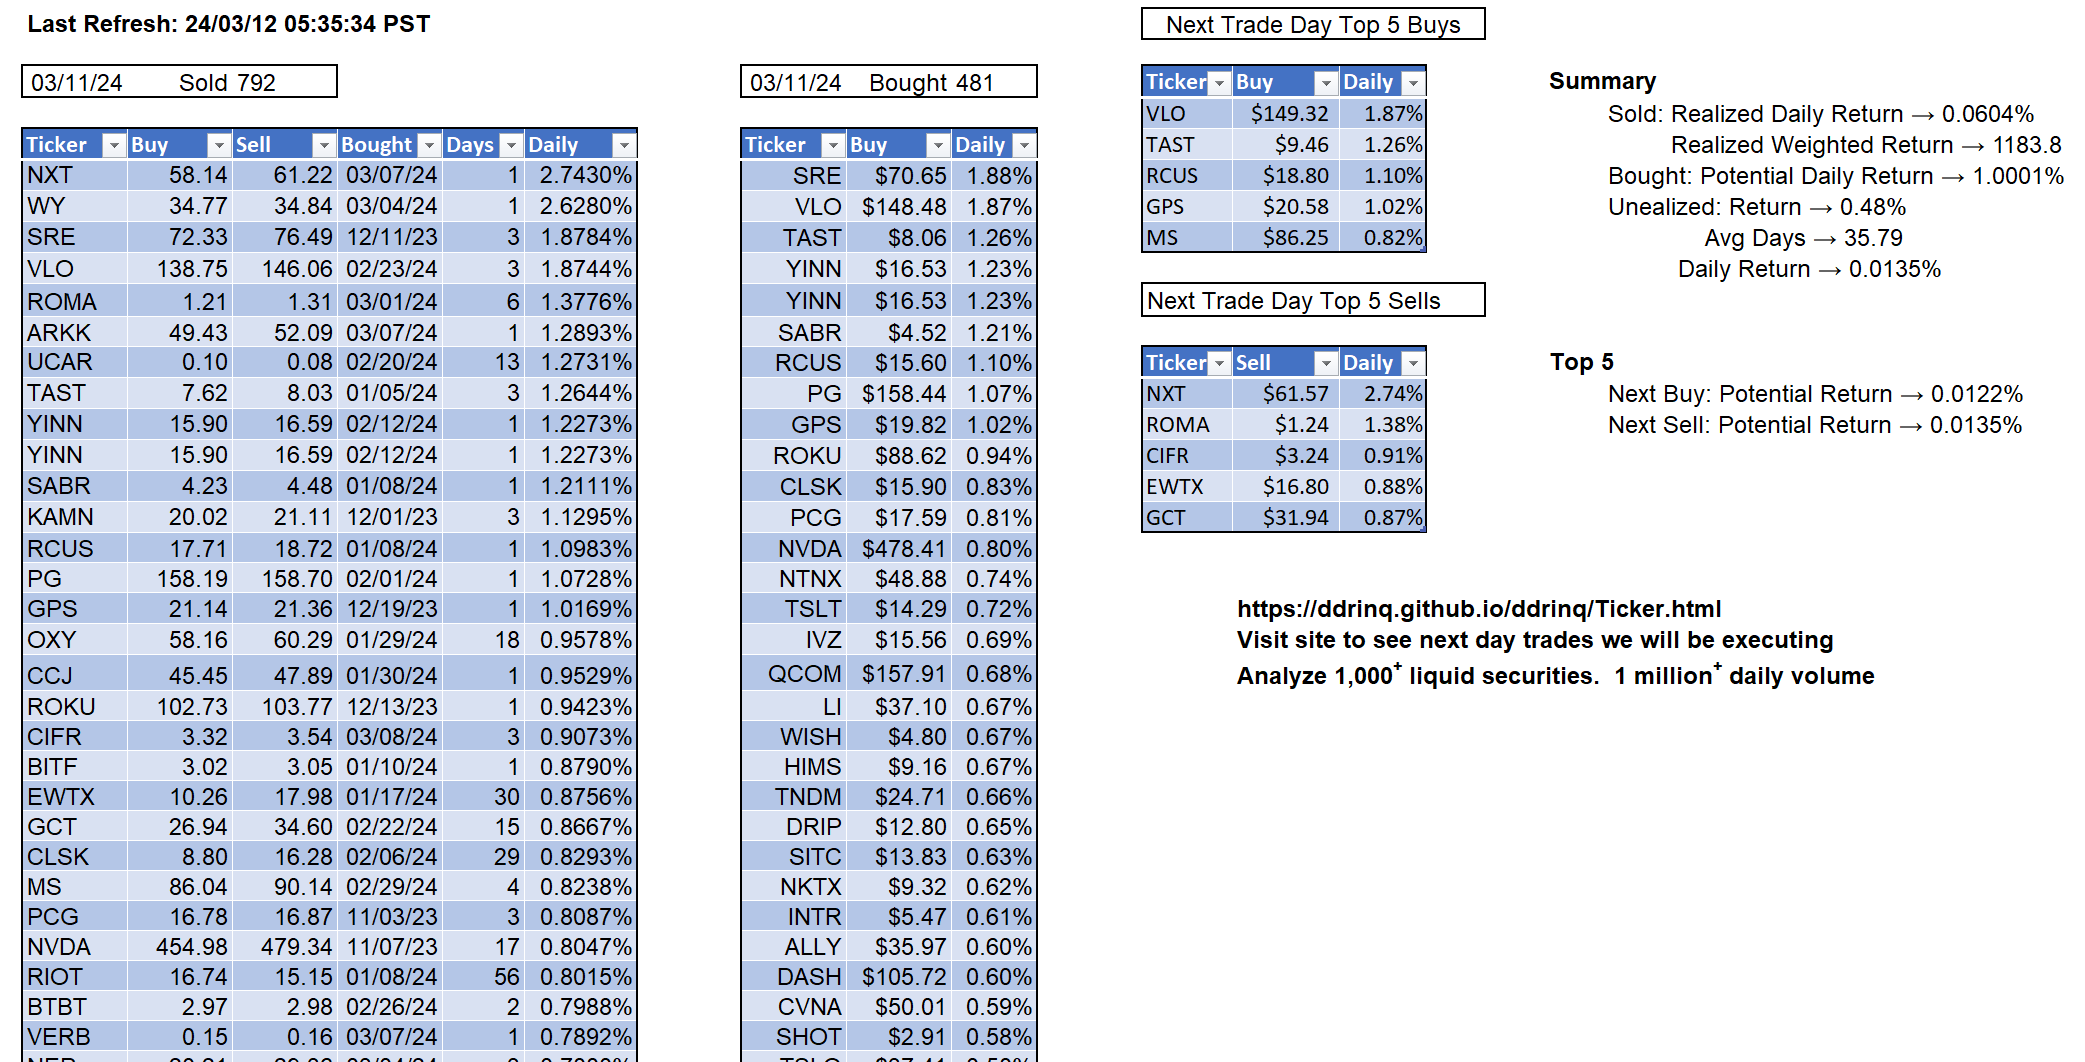 Last Refresh: 24/03/12 05:35:34 PST
03/11/24 Sold 792
Ticker Buy Sell Bought Days Daily
NXT 58.14 61.22 03/07/24 1 2.7430%
WY 34.77 34.84 03/04/24 1 2.6280%
SRE 72.33 76.49 12/11/23 3 1.8784%
VLO 138.75 146.06 02/23/24 3 1.8744%
ROMA 1.21 1.31 03/01/24 6 1.3776%
ARKK 49.43 52.09 03/07/24 1 1.2893%
UCAR 0.10 0.08 02/20/24 13 1.2731%
TAST 7.62 8.03 01/05/24 3 1.2644%
YINN 15.90 16.59 02/12/24 1 1.2273%
YINN 15.90 16.59 02/12/24 1 1.2273%
SABR 4.23 4.48 01/08/24 1 1.2111%
KAMN 20.02 21.11 12/01/23 3 1.1295%
RCUS 17.71 18.72 01/08/24 1 1.0983%
PG 158.19 158.70 02/01/24 1 1.0728%
GPS 21.14 21.36 12/19/23 1 1.0169%
OXY 58.16 60.29 01/29/24 18 0.9578%
CCJ 45.45 47.89 01/30/24 1 0.9529%
ROKU 102.73 103.77 12/13/23 1 0.9423%
CIFR 3.32 3.54 03/08/24 3 0.9073%
BITF 3.02 3.05 01/10/24 1 0.8790%
EWTX 10.26 17.98 01/17/24 30 0.8756%
GCT 26.94 34.60 02/22/24 15 0.8667%
CLSK 8.80 16.28 02/06/24 29 0.8293%
MS 86.04 90.14 02/29/24 4 0.8238%
PCG 16.78 16.87 11/03/23 3 0.8087%
NVDA 454.98 479.34 11/07/23 17 0.8047%
RIOT 16.74 15.15 01/08/24 56 0.8015%
BTBT 2.97 2.98 02/26/24 2 0.7988%
VERB 0.15 0.16 03/07/24 1 0.7892%
03/11/24 Bought 481
Ticker Buy Daily
SRE $70.65 1.88%
VLO $148.48 1.87%
TAST $8.06 1.26%
YINN $16.53 1.23%
YINN $16.53 1.23%
SABR $4.52 1.21%
RCUS $15.60 1.10%
PG $158.44 1.07%
GPS $19.82 1.02%
ROKU $88.62 0.94%
CLSK $15.90 0.83%
PCG $17.59 0.81%
NVDA $478.41 0.80%
NTNX $48.88 0.74%
TSLT $14.29 0.72%
IVZ $15.56 0.69%
QCOM $157.91 0.68%
LI $37.10 0.67%
WISH $4.80 0.67%
HIMS $9.16 0.67%
TNDM $24.71 0.66%
DRIP $12.80 0.65%
SITC $13.83 0.63%
NKTX $9.32 0.62%
INTR $5.47 0.61%
ALLY $35.97 0.60%
DASH $105.72 0.60%
CVNA $50.01 0.59%
SHOT $2.91 0.58%
Next Trade Day Top 5 Buys
Ticker Buy Daily
VLO $149.32 1.87%
TAST $9.46 1.26%
RCUS $18.80 1.10%
GPS $20.58 1.02%
MS $86.25 0.82%
Next Trade Day Top 5 Sells
Ticker Sell Daily
NXT $61.57 2.74%
ROMA $1.24 1.38%
CIFR $3.24 0.91%
EWTX $16.80 0.88%
GCT $31.94 0.87%
Summary
Sold: Realized Daily Return → 0.0604%
Realized Weighted Return → 1183.8
Bought: Potential Daily Return → 1.0001%
Unealized: Return → 0.48%
Avg Days → 35.79
Daily Return → 0.0135%
Top 5
Next Buy: Potential Return → 0.0122%
Next Sell: Potential Return → 0.0135%
https://ddrinq.github.io/ddrinq/Ticker.html
Visit site to see next day trades we will be executing
Analyze 1,000+ liquid securities. 1 million+ daily volume